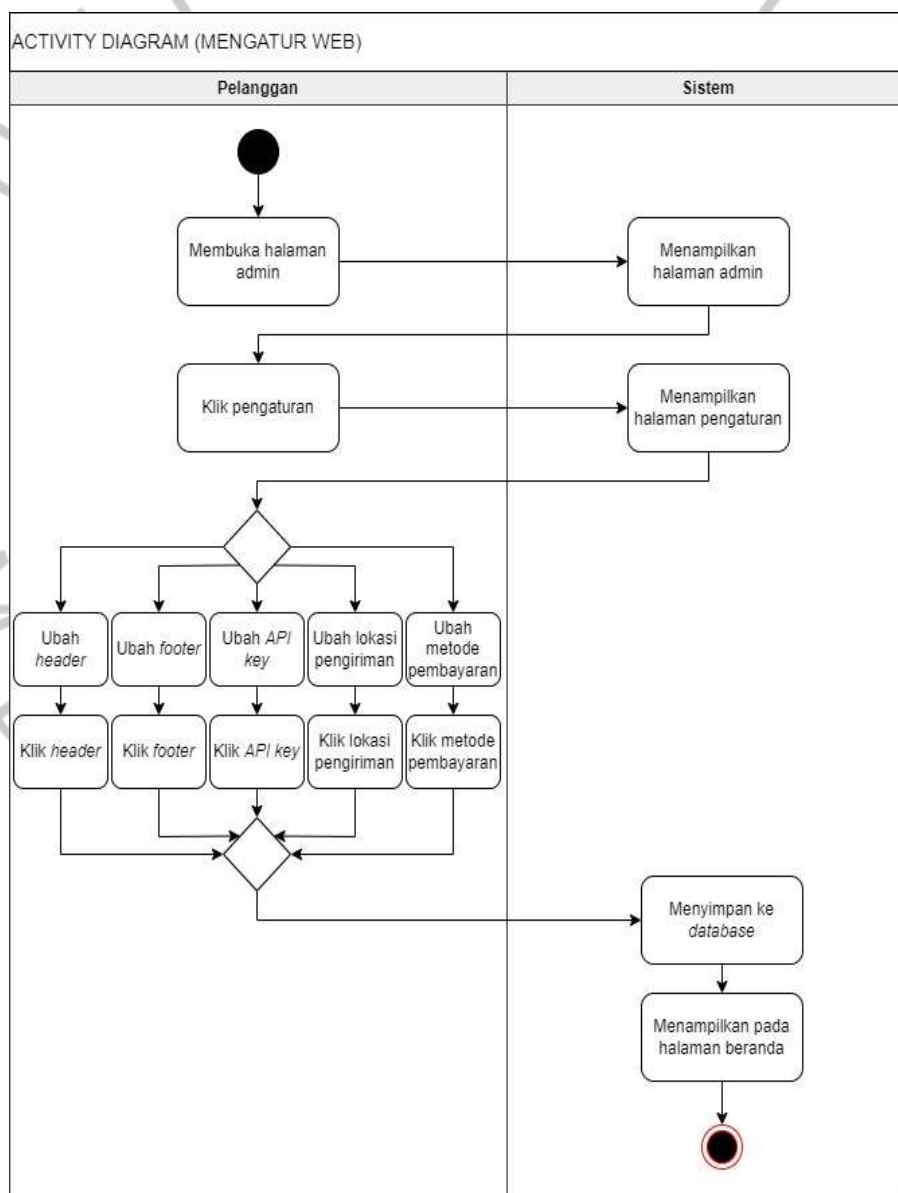 ACTIVITY DIAGRAM (MENGATUR WEB)
Pelanggan
Sistem
Membuka halaman
admin
Menampilkan
halaman admin
Klik pengaturan
Menampilkan
halaman pengaturan
Ubah
header
Ubah footer
Ubah API
key
Ubah lokasi
pengiriman
Ubah
metode
pembayaran
Klik header
Klik footer
Klik API key
Klik lokasi
pengiriman
Klik metode
pembayaran
Menyimpan ke
database
Menampilkan pada
halaman beranda